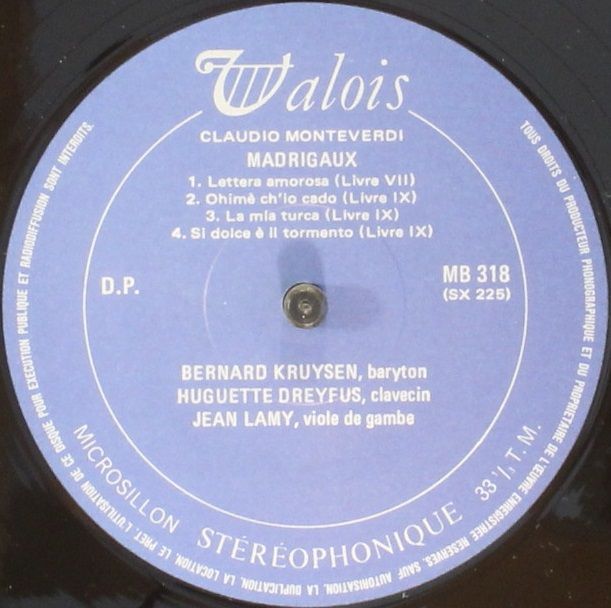 Valois
CLAUDIO MONTEVERDI
MADRIGAUX
1. Lettera amorosa (Livre VII)
2. Ohimè ch'io cado (Livre IX)
3. La mia turca (Livre IX)
4. Si dolce è il tormento (Livre IX)
D.P.
MB 318
(SX 225)
BERNARD KRUYSEN, baryton
HUGUETTE DREYFUS, clavecin
JEAN LAMY, viole de gambe
MICROSILLON STÉRÉOPHONIQUE 33 1/3 T. M.
TOUS DROITS DU PRODUCTEUR PHONOGRAPHIQUE ET DU PROPRIETAIRE DE L'ŒUVRE ENREGISTREE RESERVES. SAUF AUTORISATION, LA DUPLICATION, LA LOCATION, LE PRET, L'UTILISATION DE CE DISQUE POUR EXECUTION PUBLIQUE ET RADIODIFFUSION SONT INTERDITS.